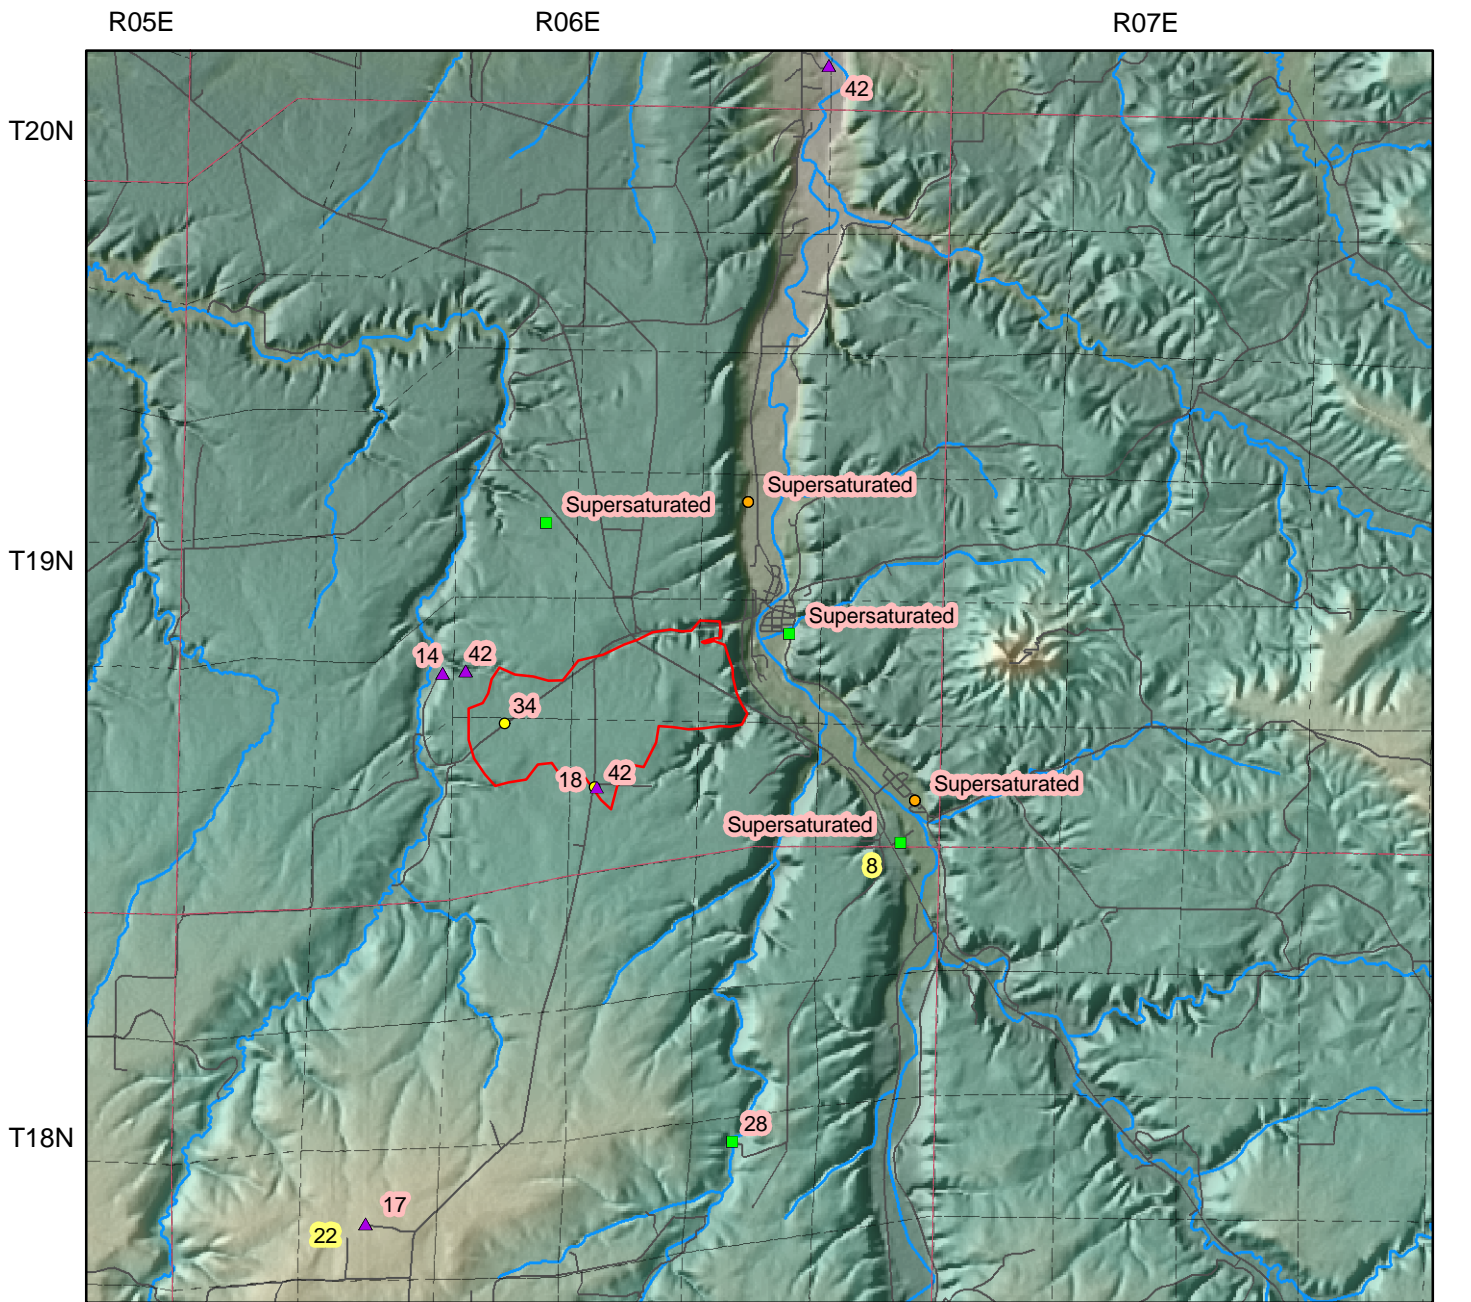 R05E R06E R07E
42
T20N
Supersaturated
Supersaturated
T19N
Supersaturated
14 42
34
18 42
Supersaturated
Supersaturated
8
28
T18N
17
22